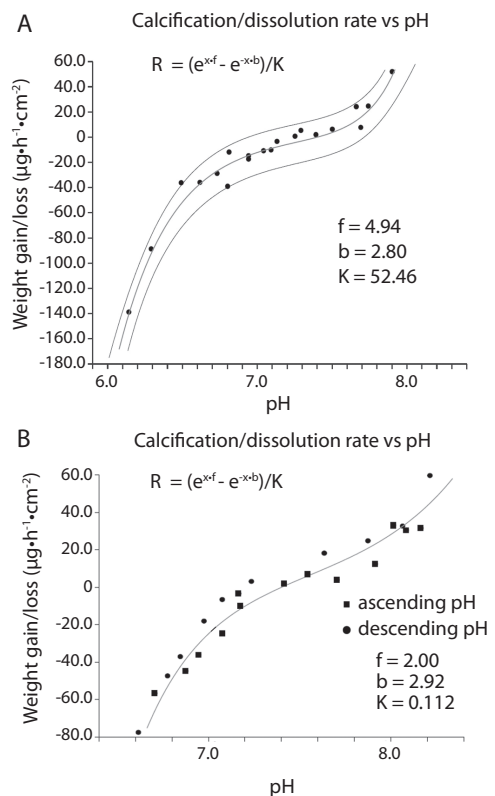 A
Calcification/dissolution rate vs pH
R = (e^x•f - e^-x•b)/K
Weight gain/loss (µg•h^-1•cm^-2)
60.0
40.0
20.0
0
-20.0
-40.0
-60.0
-80.0
-100.0
-120.0
-140.0
-160.0
-180.0
f = 4.94
b = 2.80
K = 52.46
6.0 7.0 8.0
pH
B
Calcification/dissolution rate vs pH
R = (e^x•f - e^-x•b)/K
Weight gain/loss (µg•h^-1•cm^-2)
60.0
40.0
20.0
0
-20.0
-40.0
-60.0
-80.0
ascending pH
descending pH
f = 2.00
b = 2.92
K = 0.112
7.0 8.0
pH